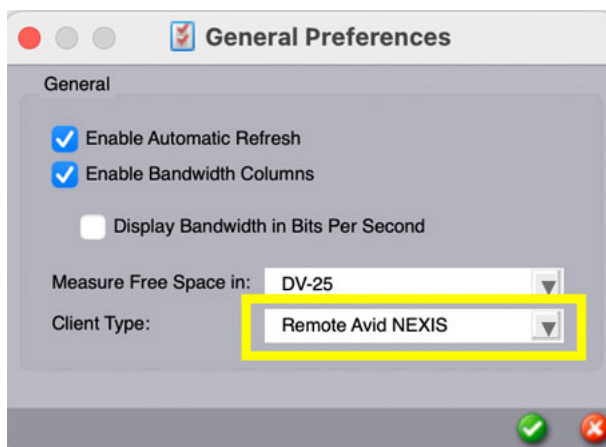 General Preferences
General
Enable Automatic Refresh
Enable Bandwidth Columns
Display Bandwidth in Bits Per Second
Measure Free Space in: DV-25
Client Type: Remote Avid NEXIS